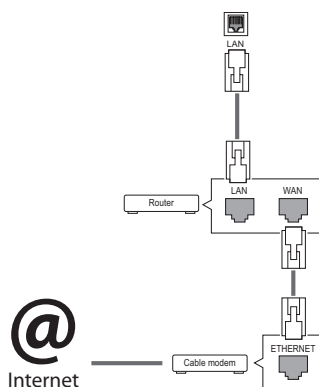 LAN
LAN WAN
Router
ETHERNET
@
Cable modem
Internet